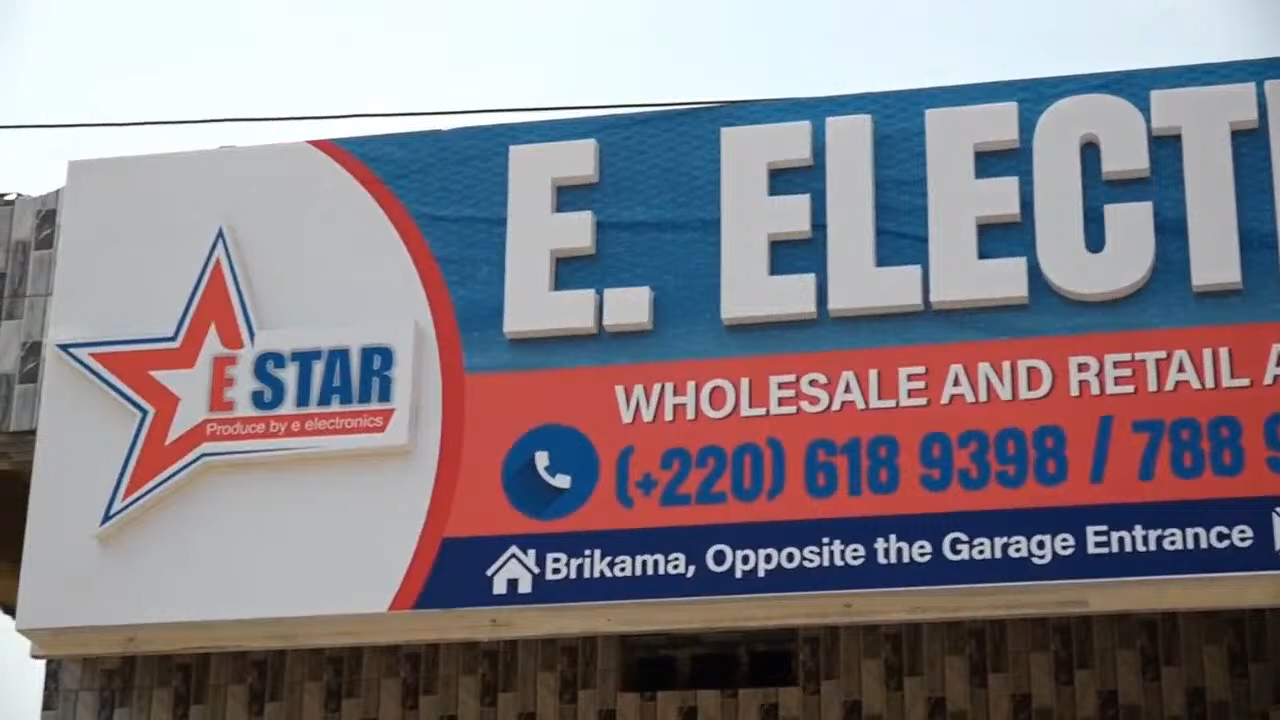 E STAR
Produce by e electronics
E. ELECT
WHOLESALE AND RETAIL
(+220) 618 9398 / 788
Brikama, Opposite the Garage Entrance